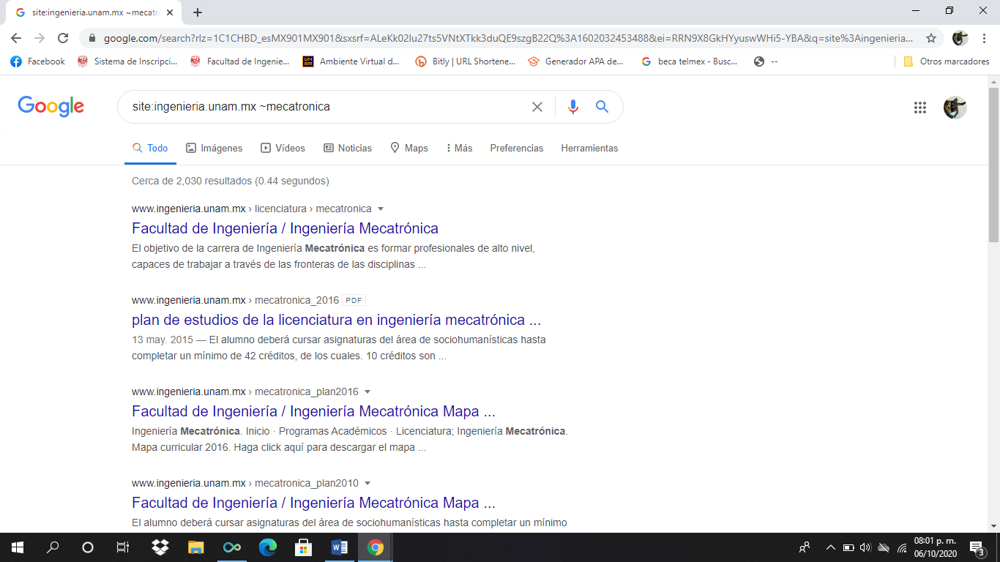 site:ingenieria.unam.mx ~mecatr
google.com/search?rlz=1C1CHBD_esMX901MX901&sxsrf=ALeKk02Iu27ts5VNtXTkk3duQE9szgB22Q%3A1602032453488&ei=RRN9X8GkHYyuswWHi5-YBA&q=site%3Aingenieria...
Facebook Sistema de Inscripci... Facultad de Ingenie... Ambiente Virtual d... Bitly | URL Shortene... Generador APA de... beca telmex - Busc... -- Otros marcadores
Google site:ingenieria.unam.mx ~mecatronica
Todo Imágenes Vídeos Noticias Maps Más Preferencias Herramientas
Cerca de 2,030 resultados (0.44 segundos)
www.ingenieria.unam.mx › licenciatura › mecatronica
Facultad de Ingeniería / Ingeniería Mecatrónica
El objetivo de la carrera de Ingeniería Mecatrónica es formar profesionales de alto nivel,
capaces de trabajar a través de las fronteras de las disciplinas ...
www.ingenieria.unam.mx › mecatronica_2016 PDF
plan de estudios de la licenciatura en ingeniería mecatrónica ...
13 may. 2015 — El alumno deberá cursar asignaturas del área de sociohumanísticas hasta
completar un mínimo de 42 créditos, de los cuales. 10 créditos son ...
www.ingenieria.unam.mx › mecatronica_plan2016
Facultad de Ingeniería / Ingeniería Mecatrónica Mapa ...
Ingeniería Mecatrónica. Inicio · Programas Académicos · Licenciatura; Ingeniería Mecatrónica.
Mapa curricular 2016. Haga click aquí para descargar el mapa ...
www.ingenieria.unam.mx › mecatronica_plan2010
Facultad de Ingeniería / Ingeniería Mecatrónica Mapa ...
El alumno deberá cursar asignaturas del área de sociohumanísticas hasta completar un mínimo
08:01 p. m.
06/10/2020
3